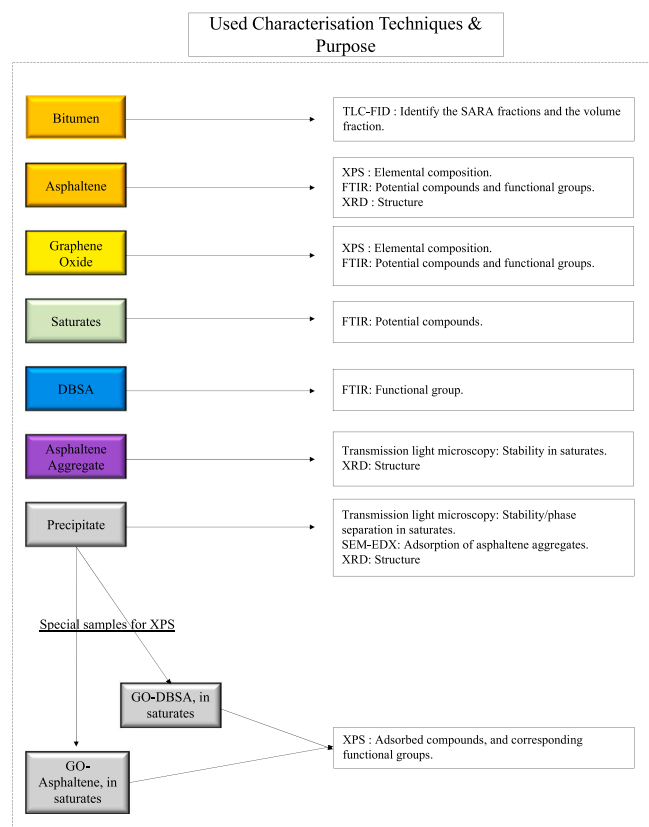 Used Characterisation Techniques &
Purpose
Bitumen
TLC-FID : Identify the SARA fractions and the volume
fraction.
Asphaltene
XPS : Elemental composition.
FTIR: Potential compounds and functional groups.
XRD : Structure
Graphene
Oxide
XPS : Elemental composition.
FTIR: Potential compounds and functional groups.
Saturates
FTIR: Potential compounds.
DBSA
FTIR: Functional group.
Asphaltene
Aggregate
Transmission light microscopy: Stability in saturates.
XRD: Structure
Precipitate
Transmission light microscopy: Stability/phase
separation in saturates.
SEM-EDX: Adsorption of asphaltene aggregates.
XRD: Structure
Special samples for XPS
GO-DBSA, in
saturates
XPS : Adsorbed compounds, and corresponding
functional groups.
GO-
Asphaltene, in
saturates